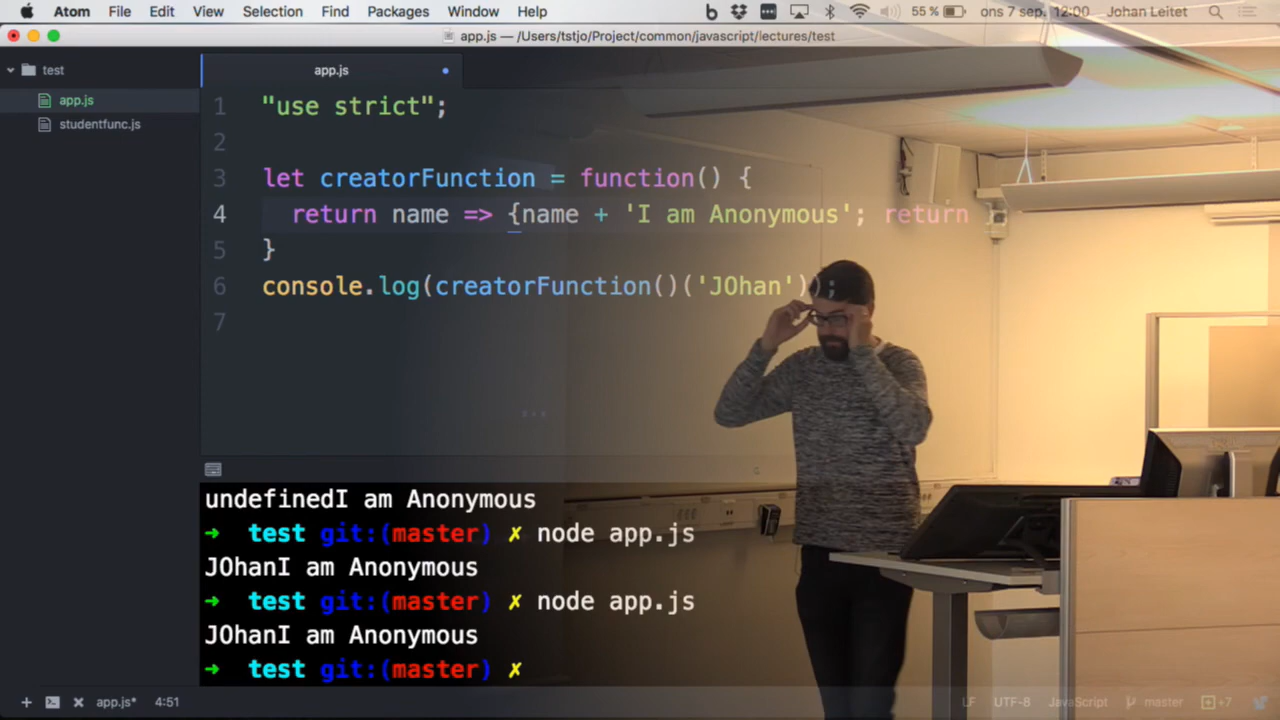 Atom File Edit View Selection Find Packages Window Help 55 % ons 7 sep. 12:00 Johan Leitet
app.js — /Users/tstjo/Project/common/javascript/lectures/test
test
app.js
studentfunc.js
app.js
1 "use strict";
2
3 let creatorFunction = function() {
4 return name => {name + 'I am Anonymous'; return }
5 }
6 console.log(creatorFunction()('JOhan'));
7
undefinedI am Anonymous
➜ test git:(master) ✗ node app.js
JOhanI am Anonymous
➜ test git:(master) ✗ node app.js
JOhanI am Anonymous
➜ test git:(master) ✗
app.js* 4:51 LF UTF-8 JavaScript master +7